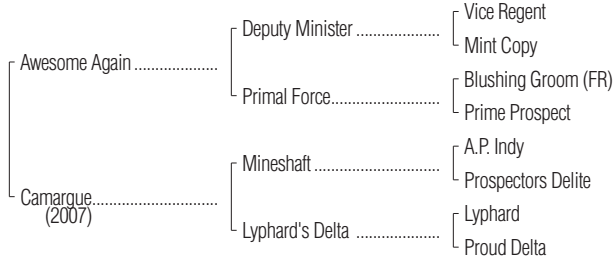 Vice Regent
Deputy Minister ..................
Mint Copy
Awesome Again ..................
Blushing Groom (FR)
Primal Force........................
Prime Prospect
A.P. Indy
Mineshaft ...........................
Prospectors Delite
Camargue...........................
(2007)
Lyphard
Lyphard's Delta ..................
Proud Delta